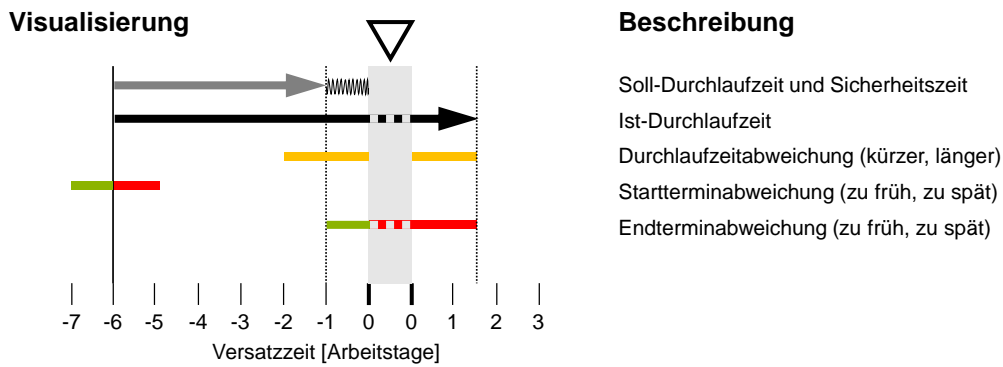 Visualisierung
Beschreibung
Soll-Durchlaufzeit und Sicherheitszeit
Ist-Durchlaufzeit
Durchlaufzeitabweichung (kürzer, länger)
Startterminabweichung (zu früh, zu spät)
Endterminabweichung (zu früh, zu spät)
-7 -6 -5 -4 -3 -2 -1 0 0 1 2 3
Versatzzeit [Arbeitstage]